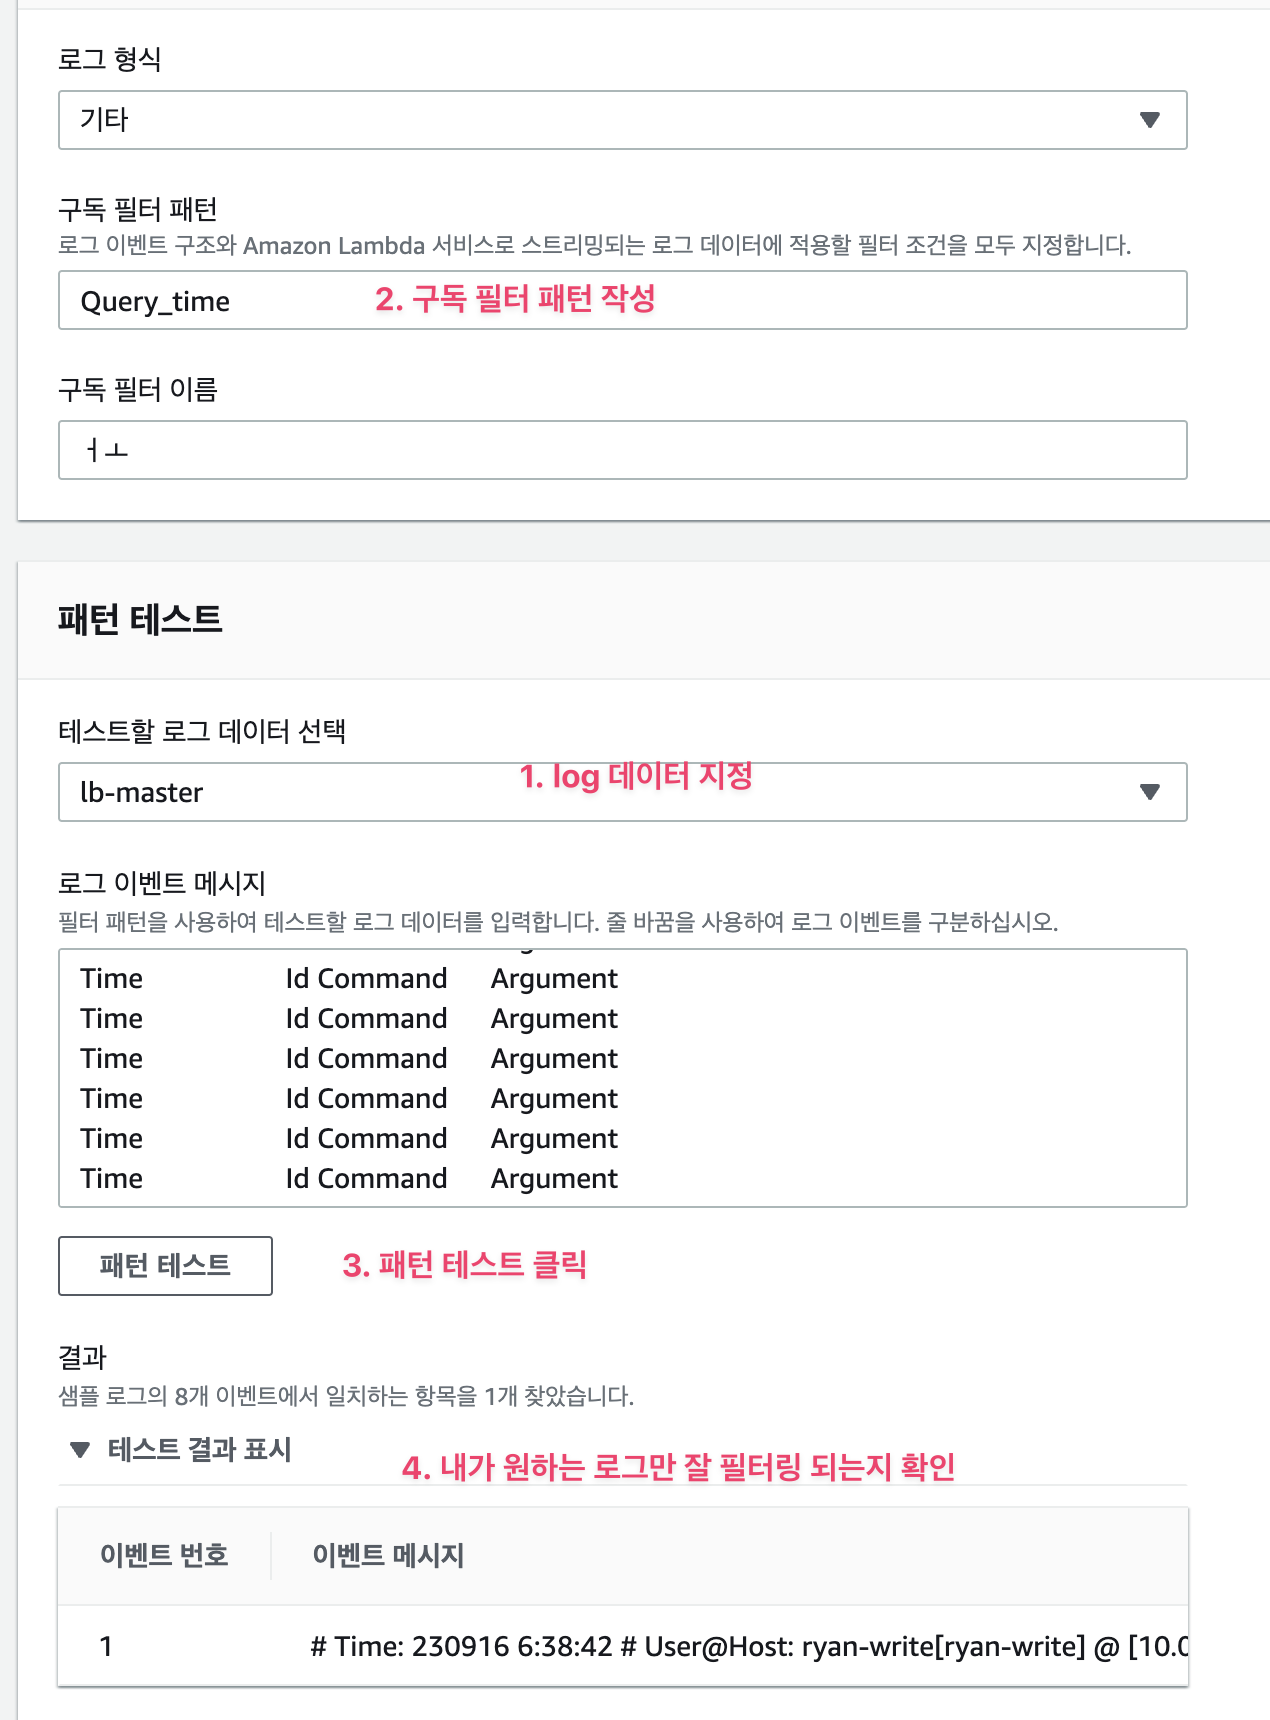 로그 형식
기타
구독 필터 패턴
로그 이벤트 구조와 Amazon Lambda 서비스로 스트리밍되는 로그 데이터에 적용할 필터 조건을 모두 지정합니다.
Query_time 2. 구독 필터 패턴 작성
구독 필터 이름
ㅓㅗ
패턴 테스트
테스트할 로그 데이터 선택
lb-master 1. log 데이터 지정
로그 이벤트 메시지
필터 패턴을 사용하여 테스트할 로그 데이터를 입력합니다. 줄 바꿈을 사용하여 로그 이벤트를 구분하십시오.
Time Id Command Argument
Time Id Command Argument
Time Id Command Argument
Time Id Command Argument
Time Id Command Argument
Time Id Command Argument
패턴 테스트 3. 패턴 테스트 클릭
결과
샘플 로그의 8개 이벤트에서 일치하는 항목을 1개 찾았습니다.
테스트 결과 표시
4. 내가 원하는 로그만 잘 필터링 되는지 확인
이벤트 번호 이벤트 메시지
1 # Time: 230916 6:38:42 # User@Host: ryan-write[ryan-write] @ [10.0